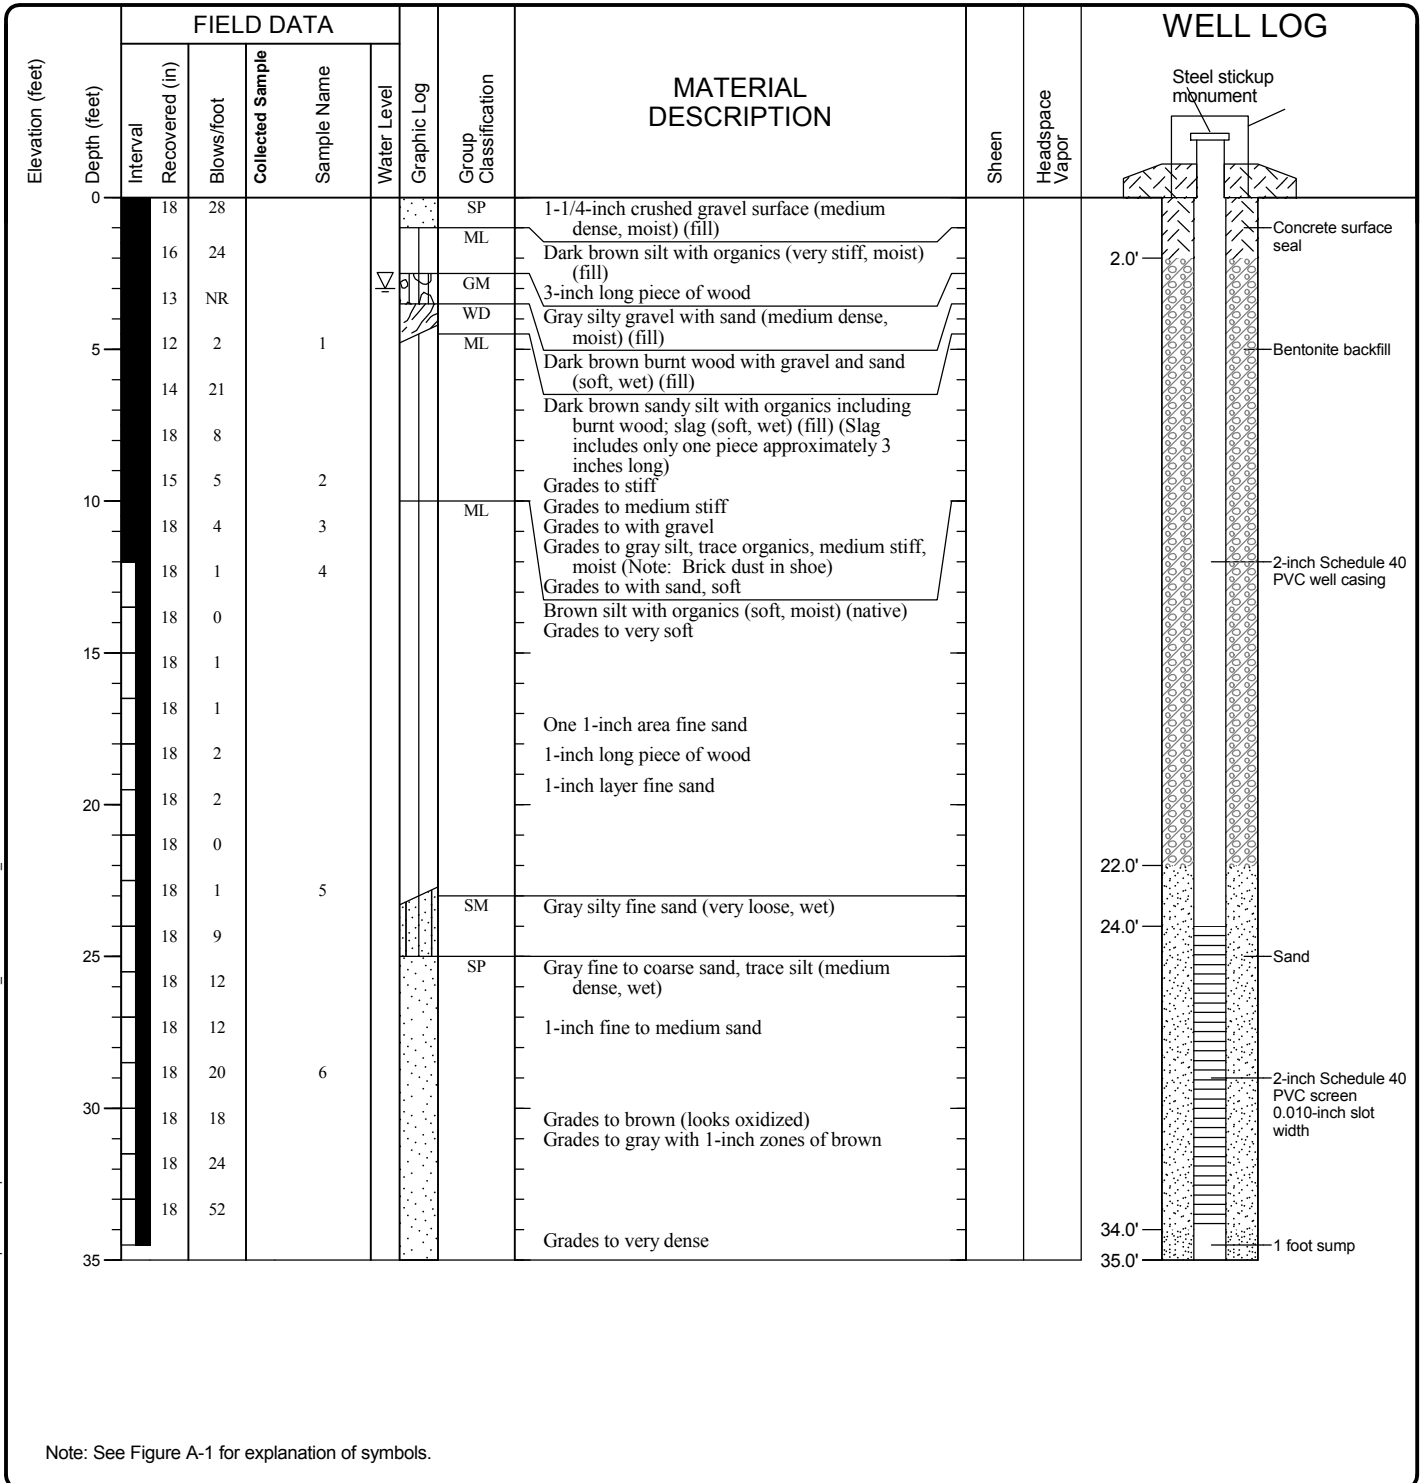 FIELD DATA
WELL LOG
Elevation (feet)
Depth (feet)
Interval
Recovered (in)
Blows/foot
Collected Sample
Sample Name
Water Level
Graphic Log
Group
Classification
MATERIAL
DESCRIPTION
Sheen
Headspace
Vapor
Steel stickup
monument
0
18 28
SP
1-1/4-inch crushed gravel surface (medium
dense, moist) (fill)
Concrete surface
seal
ML
16 24
Dark brown silt with organics (very stiff, moist)
(fill)
2.0'
GM
3-inch long piece of wood
13 NR
WD
Gray silty gravel with sand (medium dense,
moist) (fill)
12 2 1
ML
5
Bentonite backfill
Dark brown burnt wood with gravel and sand
(soft, wet) (fill)
14 21
Dark brown sandy silt with organics including
burnt wood; slag (soft, wet) (fill) (Slag
includes only one piece approximately 3
inches long)
18 8
15 5 2
Grades to stiff
10
ML
Grades to medium stiff
18 4 3
Grades to with gravel
Grades to gray silt, trace organics, medium stiff,
moist (Note: Brick dust in shoe)
2-inch Schedule 40
PVC well casing
18 1 4
Grades to with sand, soft
18 0
Brown silt with organics (soft, moist) (native)
Grades to very soft
15
18 1
18 1
One 1-inch area fine sand
18 2
1-inch long piece of wood
1-inch layer fine sand
18 2
20
18 0
22.0'
18 1 5
SM
Gray silty fine sand (very loose, wet)
24.0'
18 9
25
SP
Gray fine to coarse sand, trace silt (medium
dense, wet)
Sand
18 12
18 12
1-inch fine to medium sand
18 20 6
2-inch Schedule 40
PVC screen
0.010-inch slot
width
30
18 18
Grades to brown (looks oxidized)
Grades to gray with 1-inch zones of brown
18 24
18 52
34.0'
Grades to very dense
1 foot sump
35
35.0'
Note: See Figure A-1 for explanation of symbols.